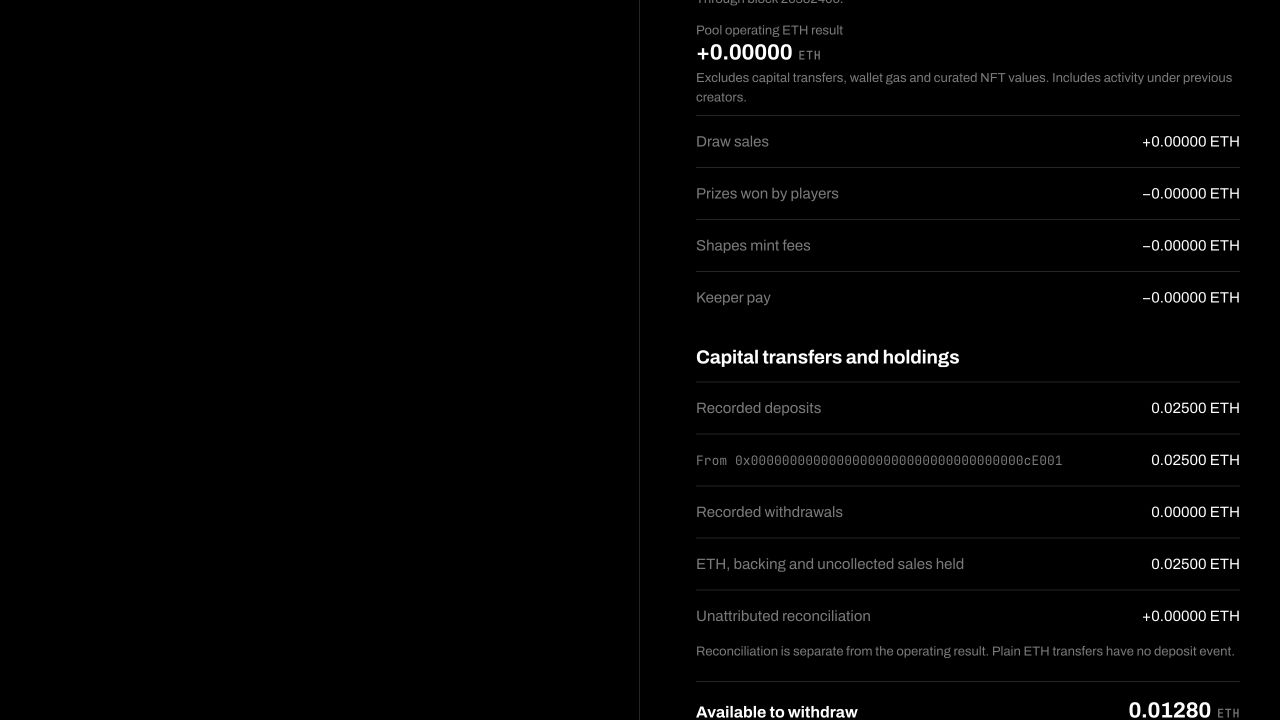 Through block 20302400.
Pool operating ETH result
+0.00000 ETH
Excludes capital transfers, wallet gas and curated NFT values. Includes activity under previous
creators.
Draw sales +0.00000 ETH
Prizes won by players −0.00000 ETH
Shapes mint fees −0.00000 ETH
Keeper pay −0.00000 ETH
Capital transfers and holdings
Recorded deposits 0.02500 ETH
From 0x00000000000000000000000000000000000cE001 0.02500 ETH
Recorded withdrawals 0.00000 ETH
ETH, backing and uncollected sales held 0.02500 ETH
Unattributed reconciliation +0.00000 ETH
Reconciliation is separate from the operating result. Plain ETH transfers have no deposit event.
Available to withdraw 0.01280 ETH